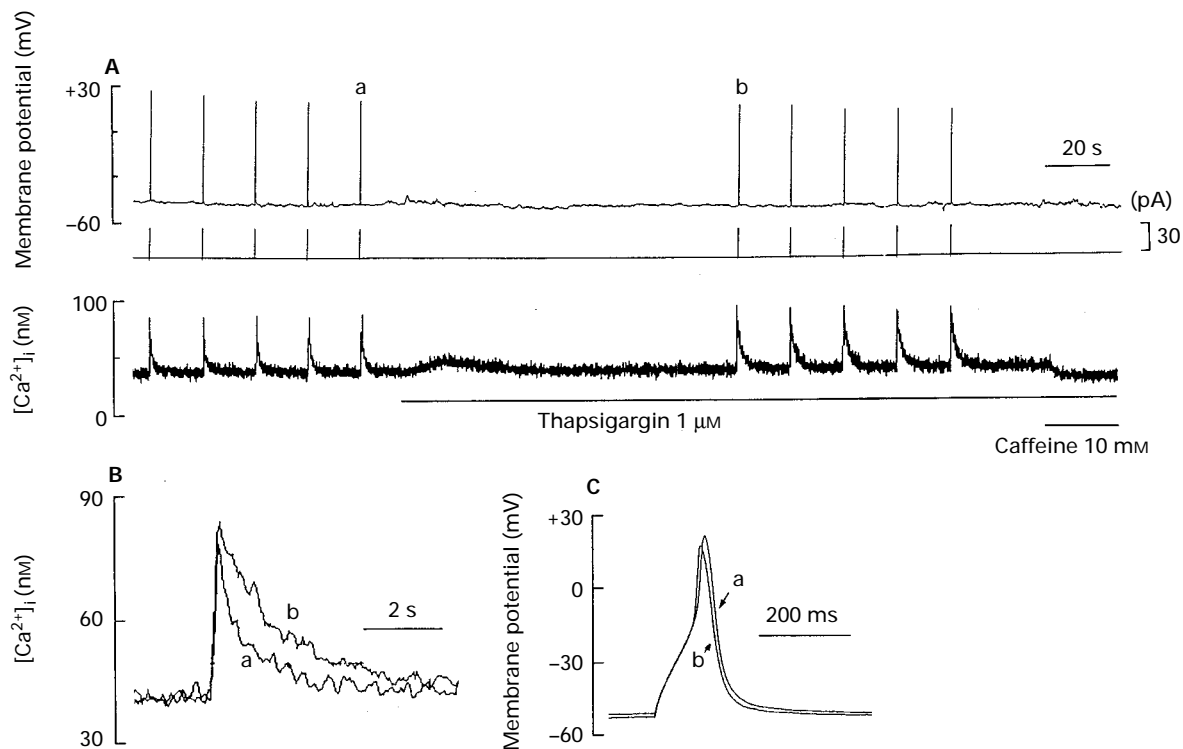 A
Membrane potential (mV)
+30
−60
a
b
20 s
(pA)
30
[Ca²⁺]ᵢ (nM)
100
50
0
Thapsigargin 1 µM
Caffeine 10 mM
B
[Ca²⁺]ᵢ (nM)
90
60
30
b
a
2 s
C
Membrane potential (mV)
+30
0
−30
−60
a
b
200 ms